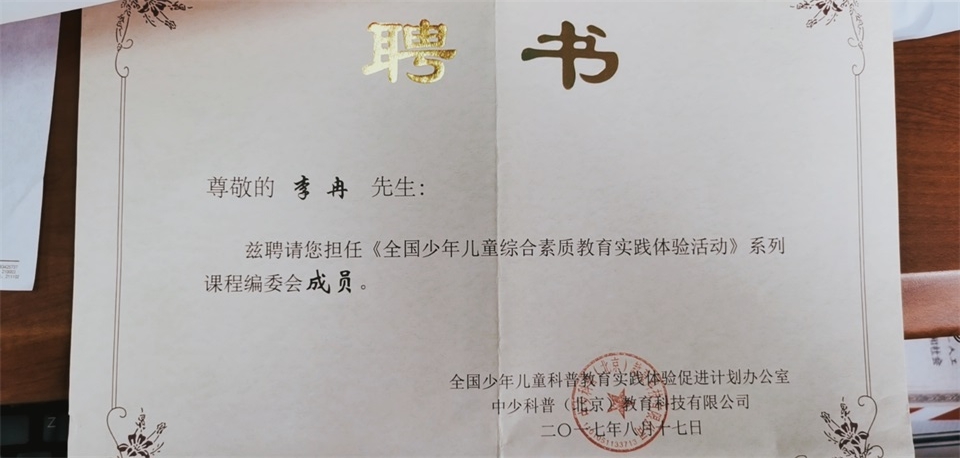 聘书
尊敬的 李冉 先生:
兹聘请您担任《全国少年儿童综合素质教育实践体验活动》系列
课程编委会成员。
全国少年儿童科普教育实践体验促进计划办公室
中少科普（北京）教育科技有限公司
二〇一七年八月十七日